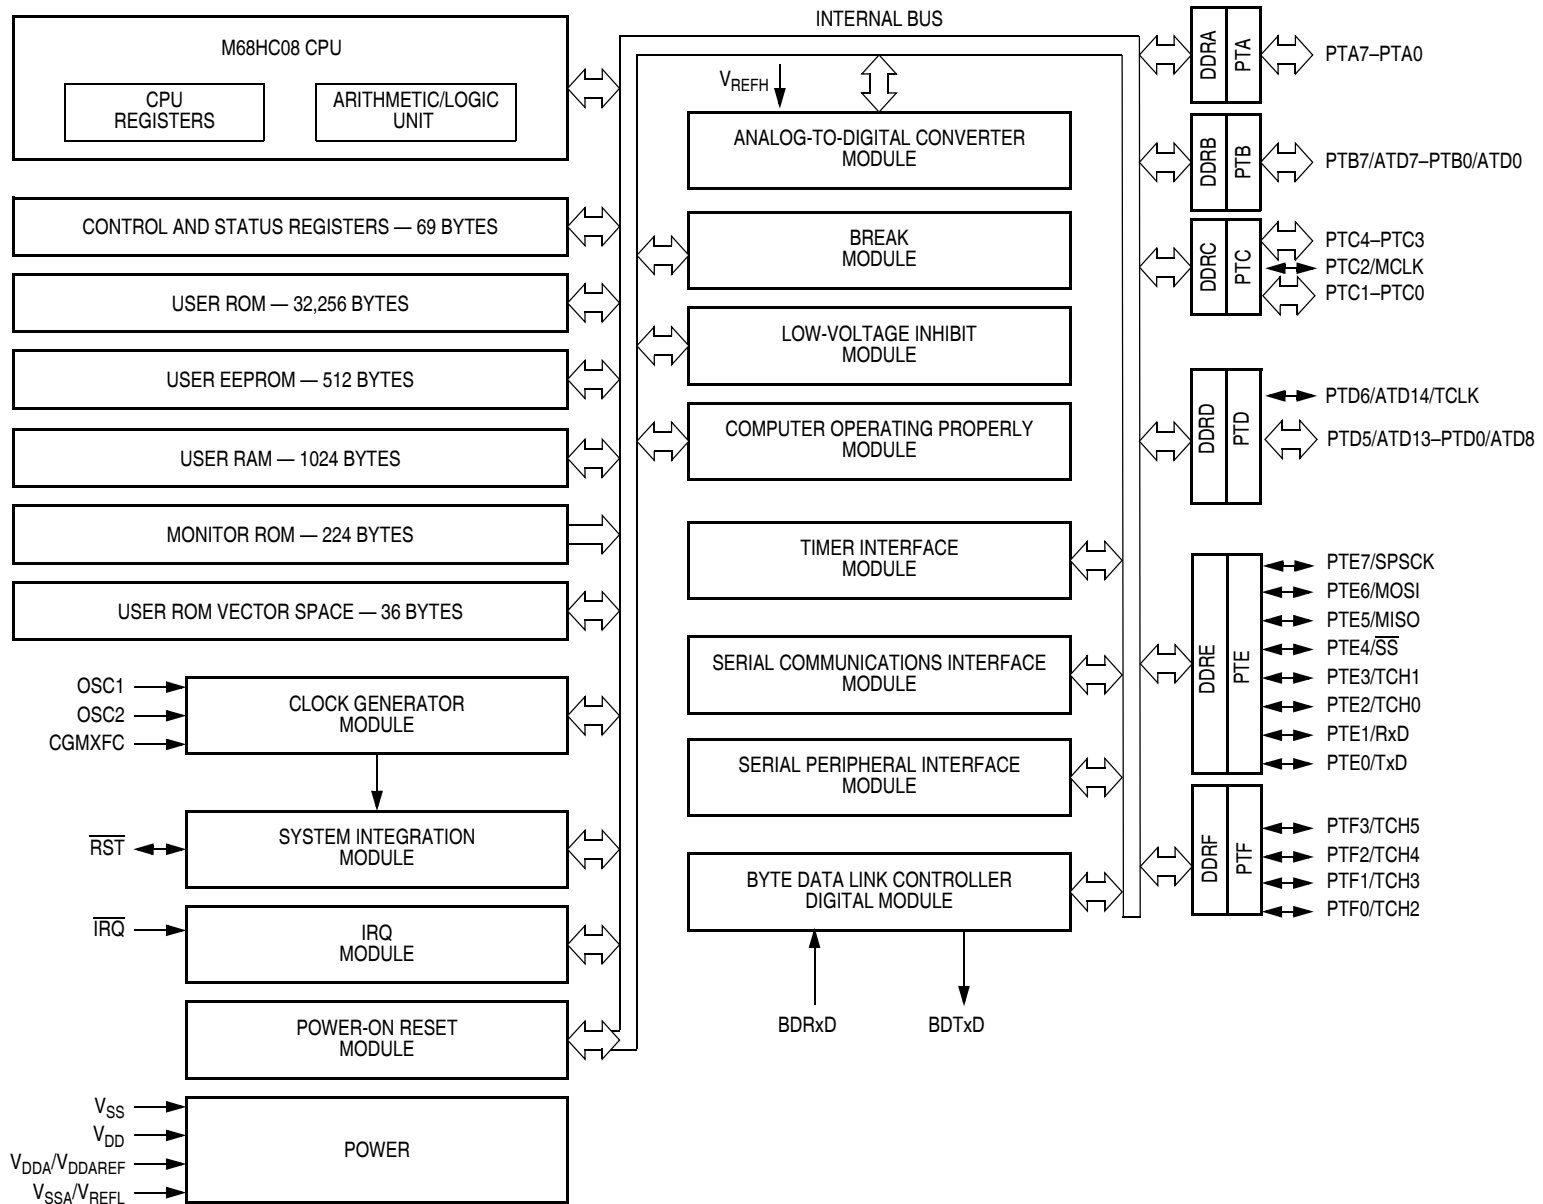 INTERNAL BUS
M68HC08 CPU
CPU
REGISTERS
ARITHMETIC/LOGIC
UNIT
CONTROL AND STATUS REGISTERS — 69 BYTES
USER ROM — 32,256 BYTES
USER EEPROM — 512 BYTES
USER RAM — 1024 BYTES
MONITOR ROM — 224 BYTES
USER ROM VECTOR SPACE — 36 BYTES
OSC1
OSC2
CGMXFC
CLOCK GENERATOR
MODULE
RST
SYSTEM INTEGRATION
MODULE
IRQ
IRQ
MODULE
POWER-ON RESET
MODULE
VSS
VDD
VDDA/VDDAREF
VSSA/VREFL
POWER
VREFH
ANALOG-TO-DIGITAL CONVERTER
MODULE
BREAK
MODULE
LOW-VOLTAGE INHIBIT
MODULE
COMPUTER OPERATING PROPERLY
MODULE
TIMER INTERFACE
MODULE
SERIAL COMMUNICATIONS INTERFACE
MODULE
SERIAL PERIPHERAL INTERFACE
MODULE
BYTE DATA LINK CONTROLLER
DIGITAL MODULE
BDRxD
BDTxD
DDRA
PTA
PTA7–PTA0
DDRB
PTB
PTB7/ATD7–PTB0/ATD0
DDRC
PTC
PTC4–PTC3
PTC2/MCLK
PTC1–PTC0
DDRD
PTD
PTD6/ATD14/TCLK
PTD5/ATD13–PTD0/ATD8
DDRE
PTE
PTE7/SPSCK
PTE6/MOSI
PTE5/MISO
PTE4/SS
PTE3/TCH1
PTE2/TCH0
PTE1/RxD
PTE0/TxD
DDRF
PTF
PTF3/TCH5
PTF2/TCH4
PTF1/TCH3
PTF0/TCH2